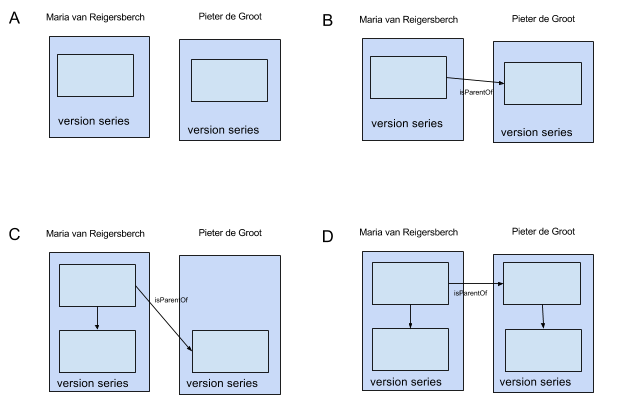 A
Maria van Reigersberch
Pieter de Groot
version series
version series
B
Maria van Reigersberch
Pieter de Groot
isParentOf
version series
version series
C
Maria van Reigersberch
Pieter de Groot
isParentOf
version series
version series
D
Maria van Reigersberch
Pieter de Groot
isParentOf
version series
version series